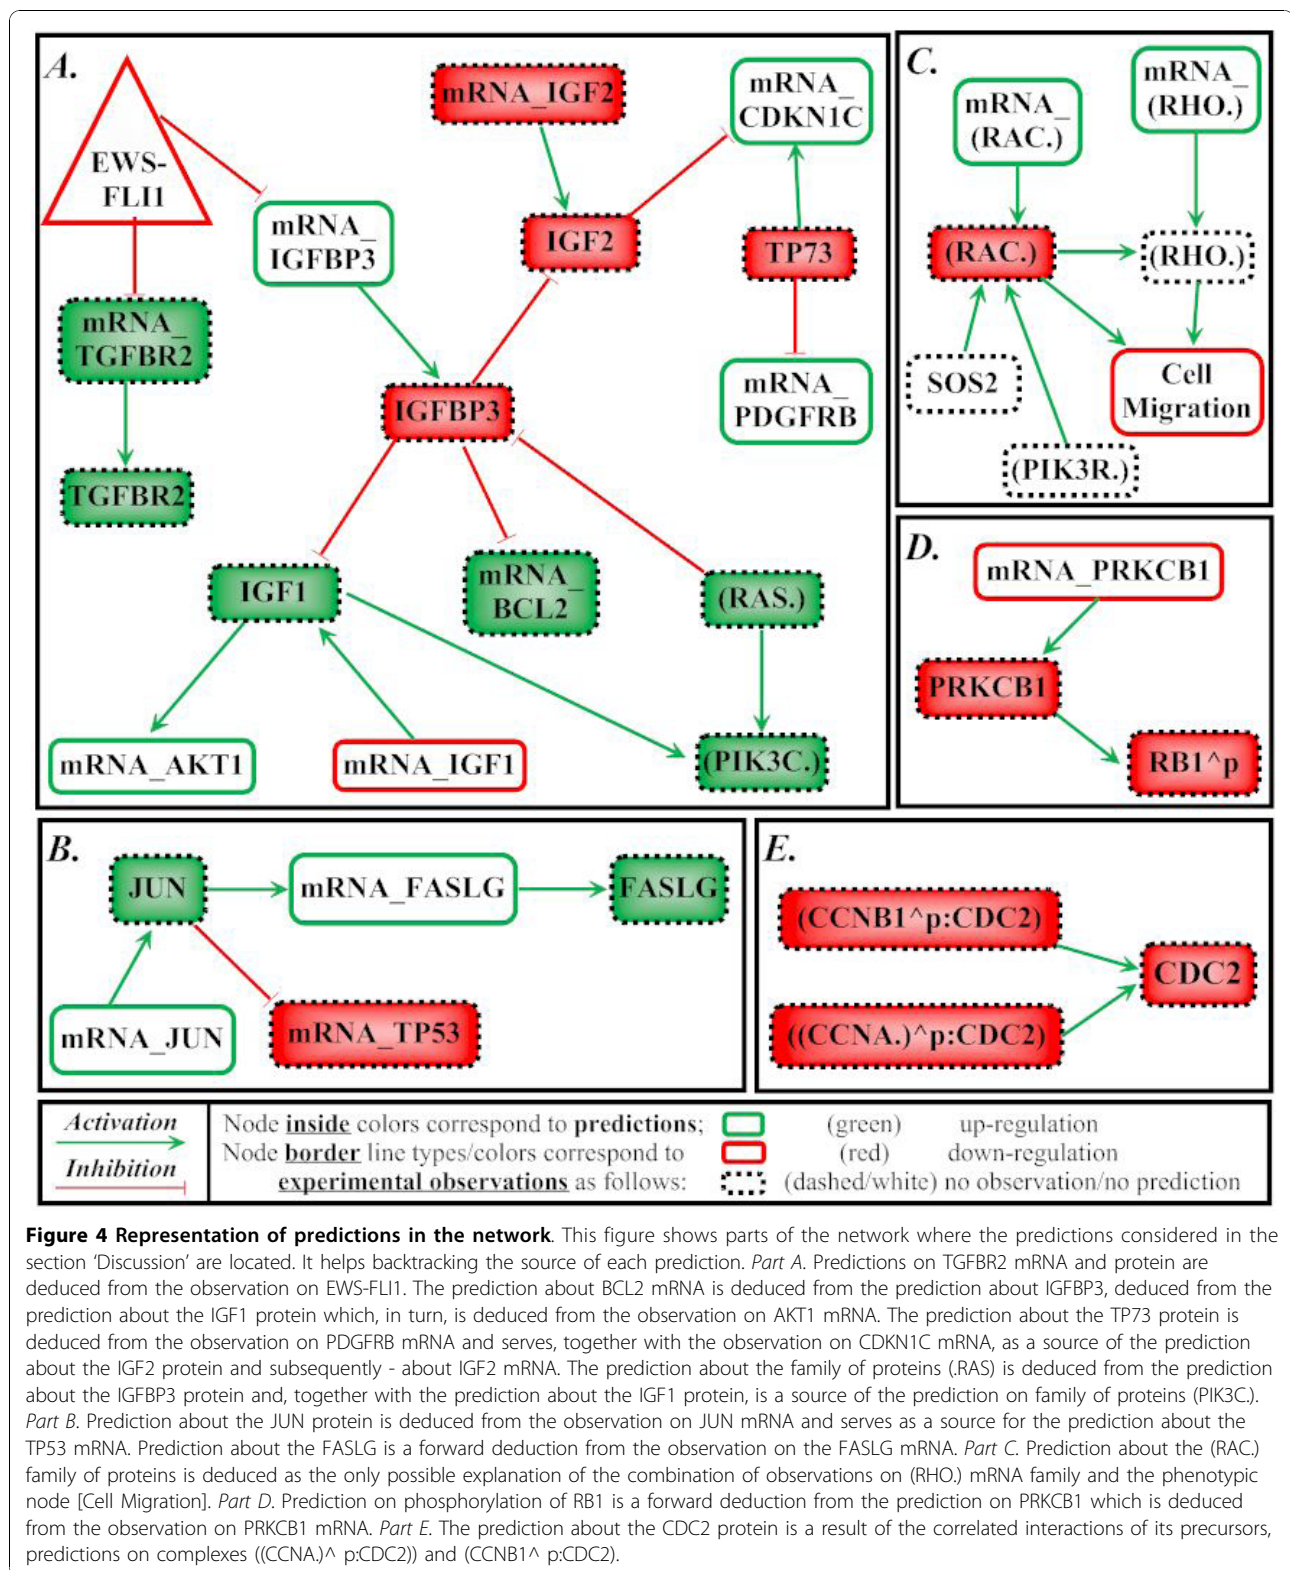 A.
EWS-
FLI1
mRNA_IGF2
mRNA_
CDKN1C
mRNA_
IGFBP3
IGF2
TP73
mRNA_
TGFBR2
mRNA_
PDGFRB
IGFBP3
TGFBR2
IGF1
mRNA_
BCL2
(RAS.)
mRNA_AKT1
mRNA_IGF1
(PIK3C.)
C.
mRNA_
(RAC.)
mRNA_
(RHO.)
(RAC.)
(RHO.)
SOS2
Cell
Migration
(PIK3R.)
D.
mRNA_PRKCB1
PRKCB1
RB1^p
B.
JUN
mRNA_FASLG
FASLG
mRNA_JUN
mRNA_TP53
E.
(CCNB1^p:CDC2)
CDC2
((CCNA.)^p:CDC2)
Activation
Inhibition
Node inside colors correspond to predictions; (green) up-regulation
Node border line types/colors correspond to (red) down-regulation
experimental observations as follows: (dashed/white) no observation/no prediction
Figure 4 Representation of predictions in the network. This figure shows parts of the network where the predictions considered in the
section ‘Discussion’ are located. It helps backtracking the source of each prediction. Part A. Predictions on TGFBR2 mRNA and protein are
deduced from the observation on EWS-FLI1. The prediction about BCL2 mRNA is deduced from the prediction about IGFBP3, deduced from the
prediction about the IGF1 protein which, in turn, is deduced from the observation on AKT1 mRNA. The prediction about the TP73 protein is
deduced from the observation on PDGFRB mRNA and serves, together with the observation on CDKN1C mRNA, as a source of the prediction
about the IGF2 protein and subsequently - about IGF2 mRNA. The prediction about the family of proteins (.RAS) is deduced from the prediction
about the IGFBP3 protein and, together with the prediction about the IGF1 protein, is a source of the prediction on family of proteins (PIK3C.).
Part B. Prediction about the JUN protein is deduced from the observation on JUN mRNA and serves as a source for the prediction about the
TP53 mRNA. Prediction about the FASLG is a forward deduction from the observation on the FASLG mRNA. Part C. Prediction about the (RAC.)
family of proteins is deduced as the only possible explanation of the combination of observations on (RHO.) mRNA family and the phenotypic
node [Cell Migration]. Part D. Prediction on phosphorylation of RB1 is a forward deduction from the prediction on PRKCB1 which is deduced
from the observation on PRKCB1 mRNA. Part E. The prediction about the CDC2 protein is a result of the correlated interactions of its precursors,
predictions on complexes ((CCNA.)^ p:CDC2)) and (CCNB1^ p:CDC2).